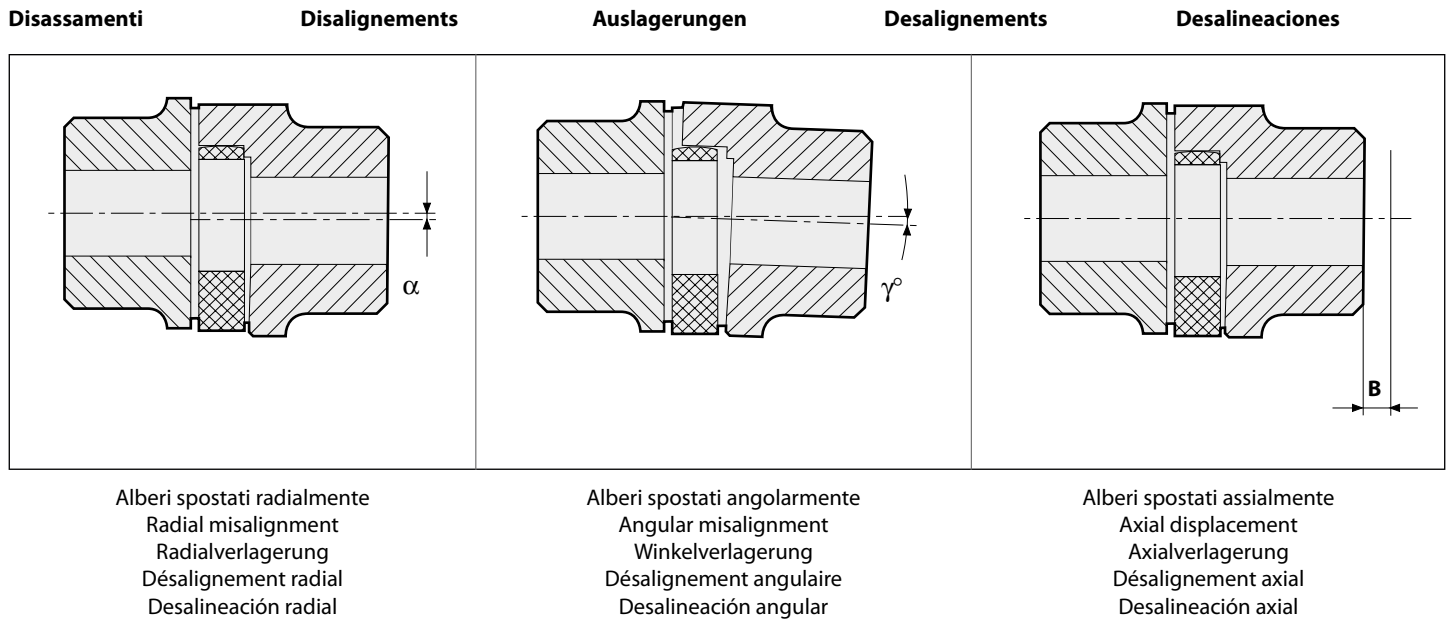 Disassamenti Disalignements Auslagerungen Desalignements Desalineaciones
α
γ°
B
Alberi spostati radialmente
Radial misalignment
Radialverlagerung
Désalignement radial
Desalineación radial
Alberi spostati angolarmente
Angular misalignment
Winkelverlagerung
Désalignement angulaire
Desalineación angular
Alberi spostati assialmente
Axial displacement
Axialverlagerung
Désalignement axial
Desalineación axial